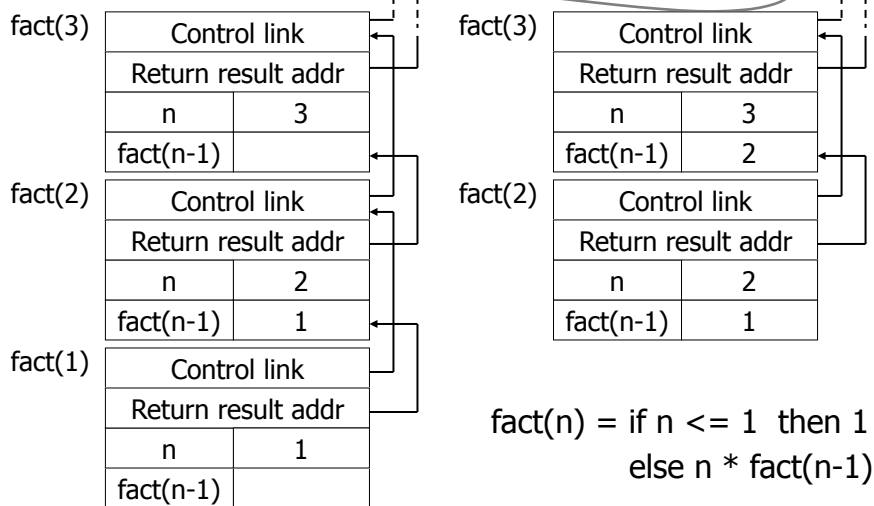 fact(3)
Control link
Return result addr
n 3
fact(n-1)
fact(2)
Control link
Return result addr
n 2
fact(n-1) 1
fact(1)
Control link
Return result addr
n 1
fact(n-1)
fact(3)
Control link
Return result addr
n 3
fact(n-1) 2
fact(2)
Control link
Return result addr
n 2
fact(n-1) 1
fact(n) = if n <= 1 then 1
else n * fact(n-1)